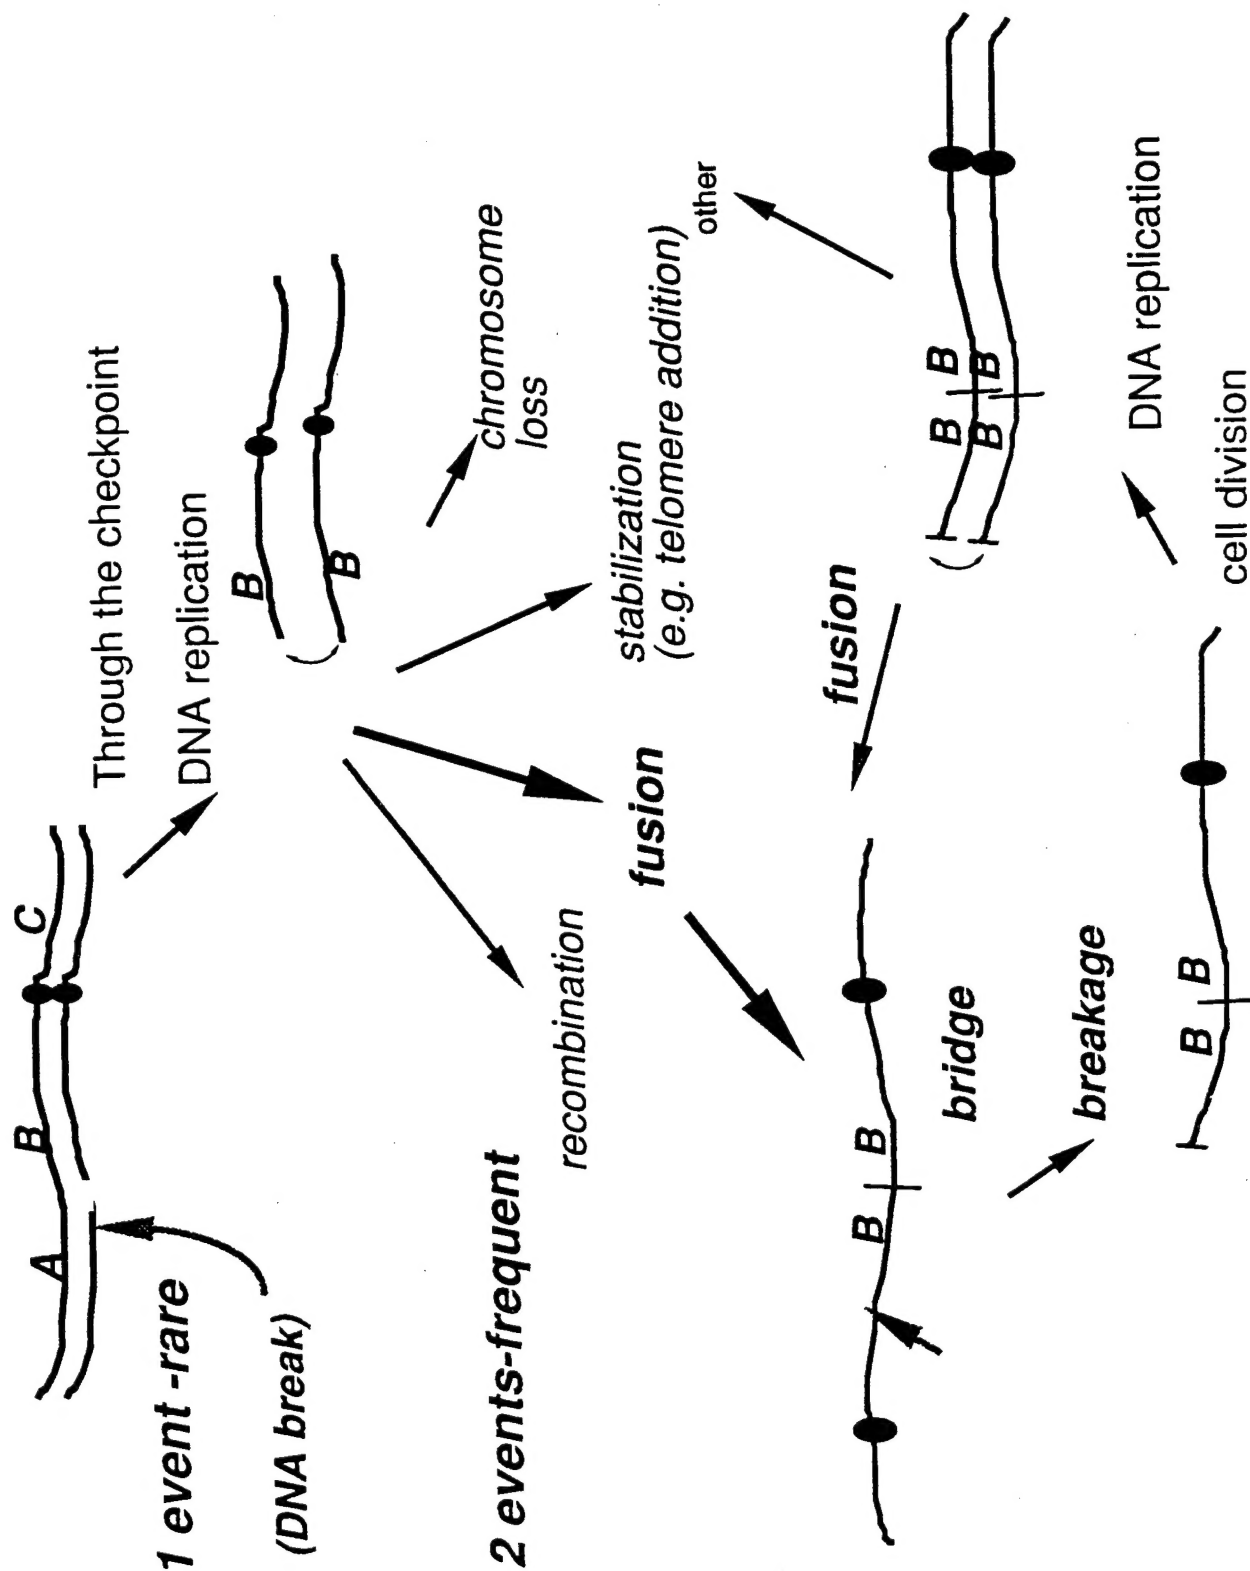 A B C
1 event -rare
(DNA break)
Through the checkpoint
DNA replication
B
B
2 events-frequent
recombination
fusion
stabilization
(e.g. telomere addition)
chromosome
loss
other
fusion
B B
B B
B B
bridge
breakage
DNA replication
B B
cell division